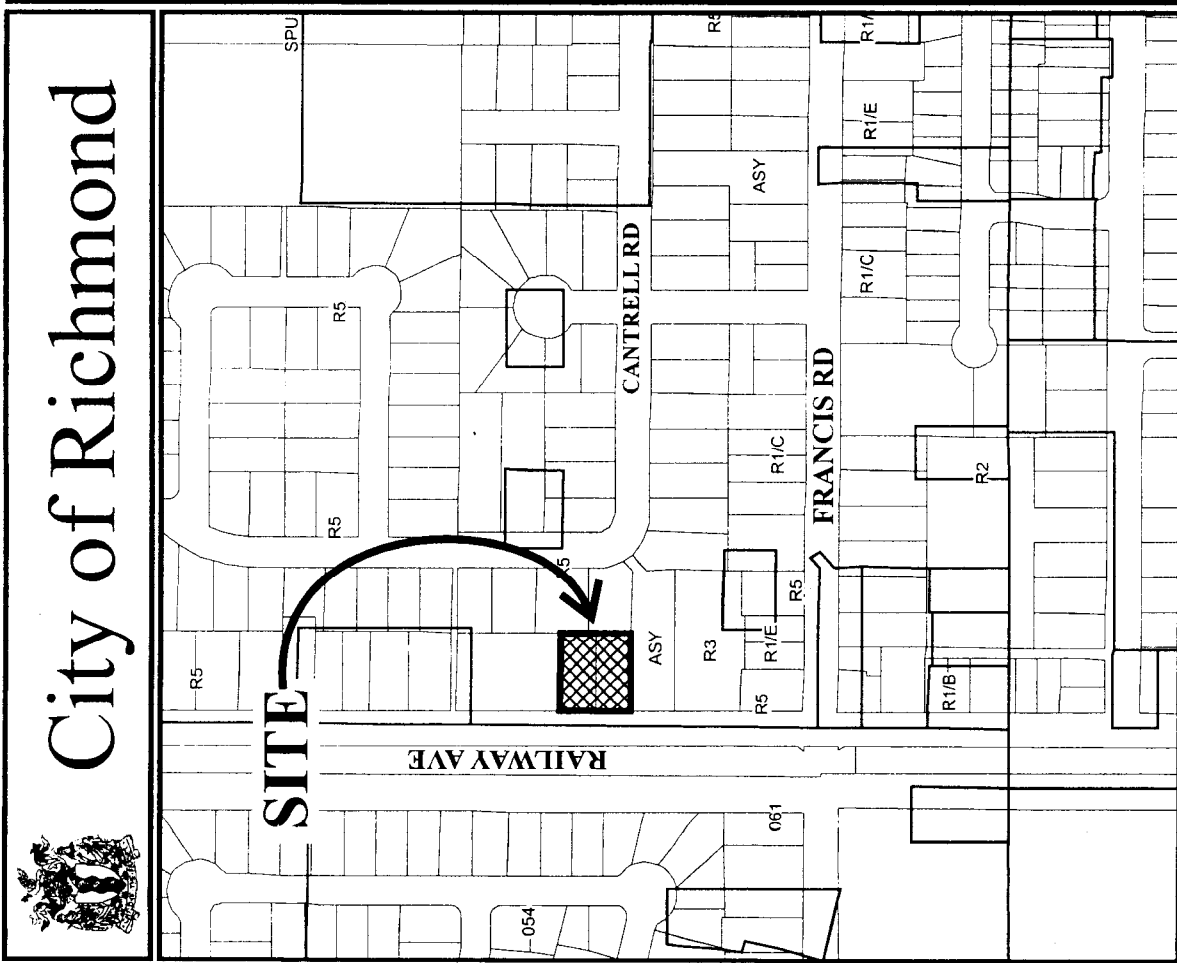 City of Richmond
SPU
R5
R1/
R1/E
ASY
CANTRELL RD
R1/C
R5
R5
FRANCIS RD
R1/C
R2
R5
R5
ASY
R3
R1/E
R5
R5
R1/B
SITE
RAILWAY AVE
061
054